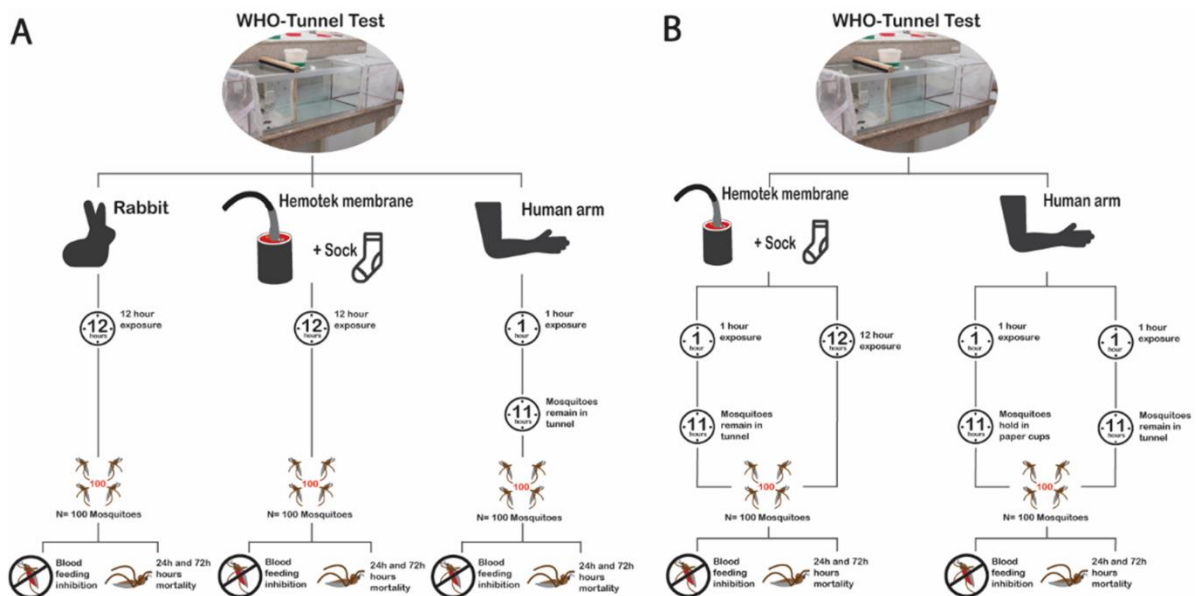 A
WHO-Tunnel Test
Rabbit
Hemotek membrane
+ Sock
Human arm
12
hours
12 hour
exposure
12
hours
12 hour
exposure
1
hour
1 hour
exposure
11
hours
Mosquitoes
remain in
tunnel
100
N= 100 Mosquitoes
100
N= 100 Mosquitoes
100
N= 100 Mosquitoes
Blood
feeding
inhibition
24h and 72h
hours
mortality
Blood
feeding
inhibition
24h and 72h
hours
mortality
Blood
feeding
inhibition
24h and 72h
hours
mortality
B
WHO-Tunnel Test
Hemotek membrane
+ Sock
Human arm
1
hour
1 hour
exposure
12
hours
12 hour
exposure
1
hour
1 hour
exposure
1
hour
1 hour
exposure
11
hours
Mosquitoes
remain in
tunnel
11
hours
Mosquitoes
hold in
paper cups
11
hours
Mosquitoes
remain in
tunnel
100
N= 100 Mosquitoes
100
N= 100 Mosquitoes
Blood
feeding
inhibition
24h and 72h
hours
mortality
Blood
feeding
inhibition
24h and 72h
hours
mortality